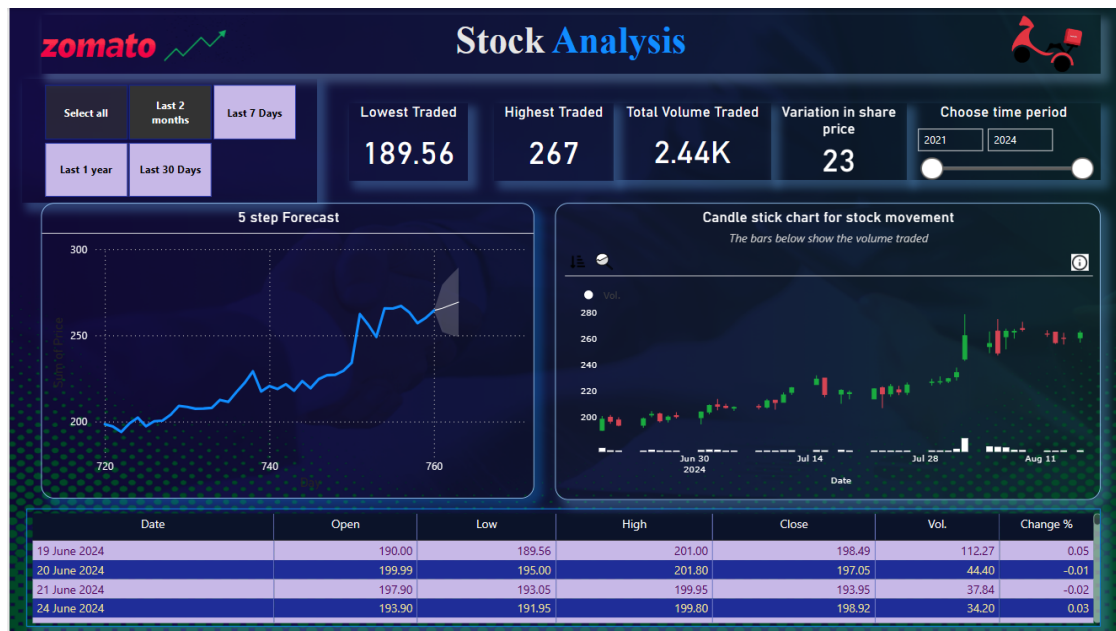 zomato
Stock Analysis
Select all
Last 2
months
Last 7 Days
Last 1 year
Last 30 Days
Lowest Traded
189.56
Highest Traded
267
Total Volume Traded
2.44K
Variation in share
price
23
Choose time period
2021
2024
5 step Forecast
300
250
200
Sum of Price
720
740
760
Candle stick chart for stock movement
The bars below show the volume traded
Vol.
280
260
240
220
200
Jun 30
2024
Jul 14
Jul 28
Aug 11
Date
Date Open Low High Close Vol. Change %
19 June 2024 190.00 189.56 201.00 198.49 112.27 0.05
20 June 2024 199.99 195.00 201.80 197.05 44.40 -0.01
21 June 2024 197.90 193.05 199.95 193.95 37.84 -0.02
24 June 2024 193.90 191.95 199.80 198.92 34.20 0.03